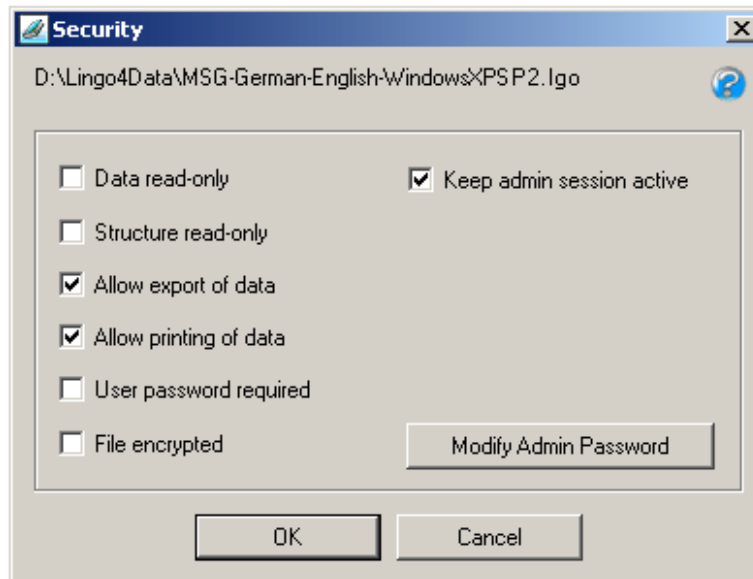 Security
D:\Lingo4Data\MSG-German-English-WindowsXPSP2.lgo
Data read-only
Keep admin session active
Structure read-only
Allow export of data
Allow printing of data
User password required
File encrypted
Modify Admin Password
OK
Cancel